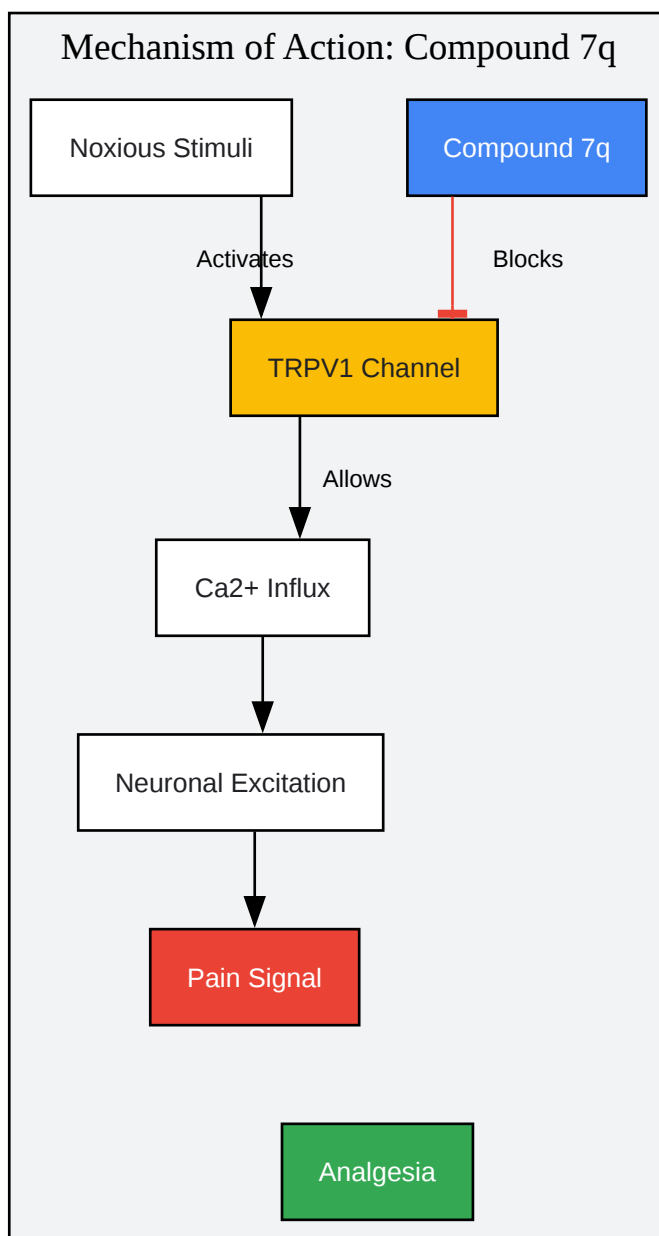 Mechanism of Action: Compound 7q
Noxious Stimuli
Compound 7q
Activates
Blocks
TRPV1 Channel
Allows
Ca2+ Influx
Neuronal Excitation
Pain Signal
Analgesia